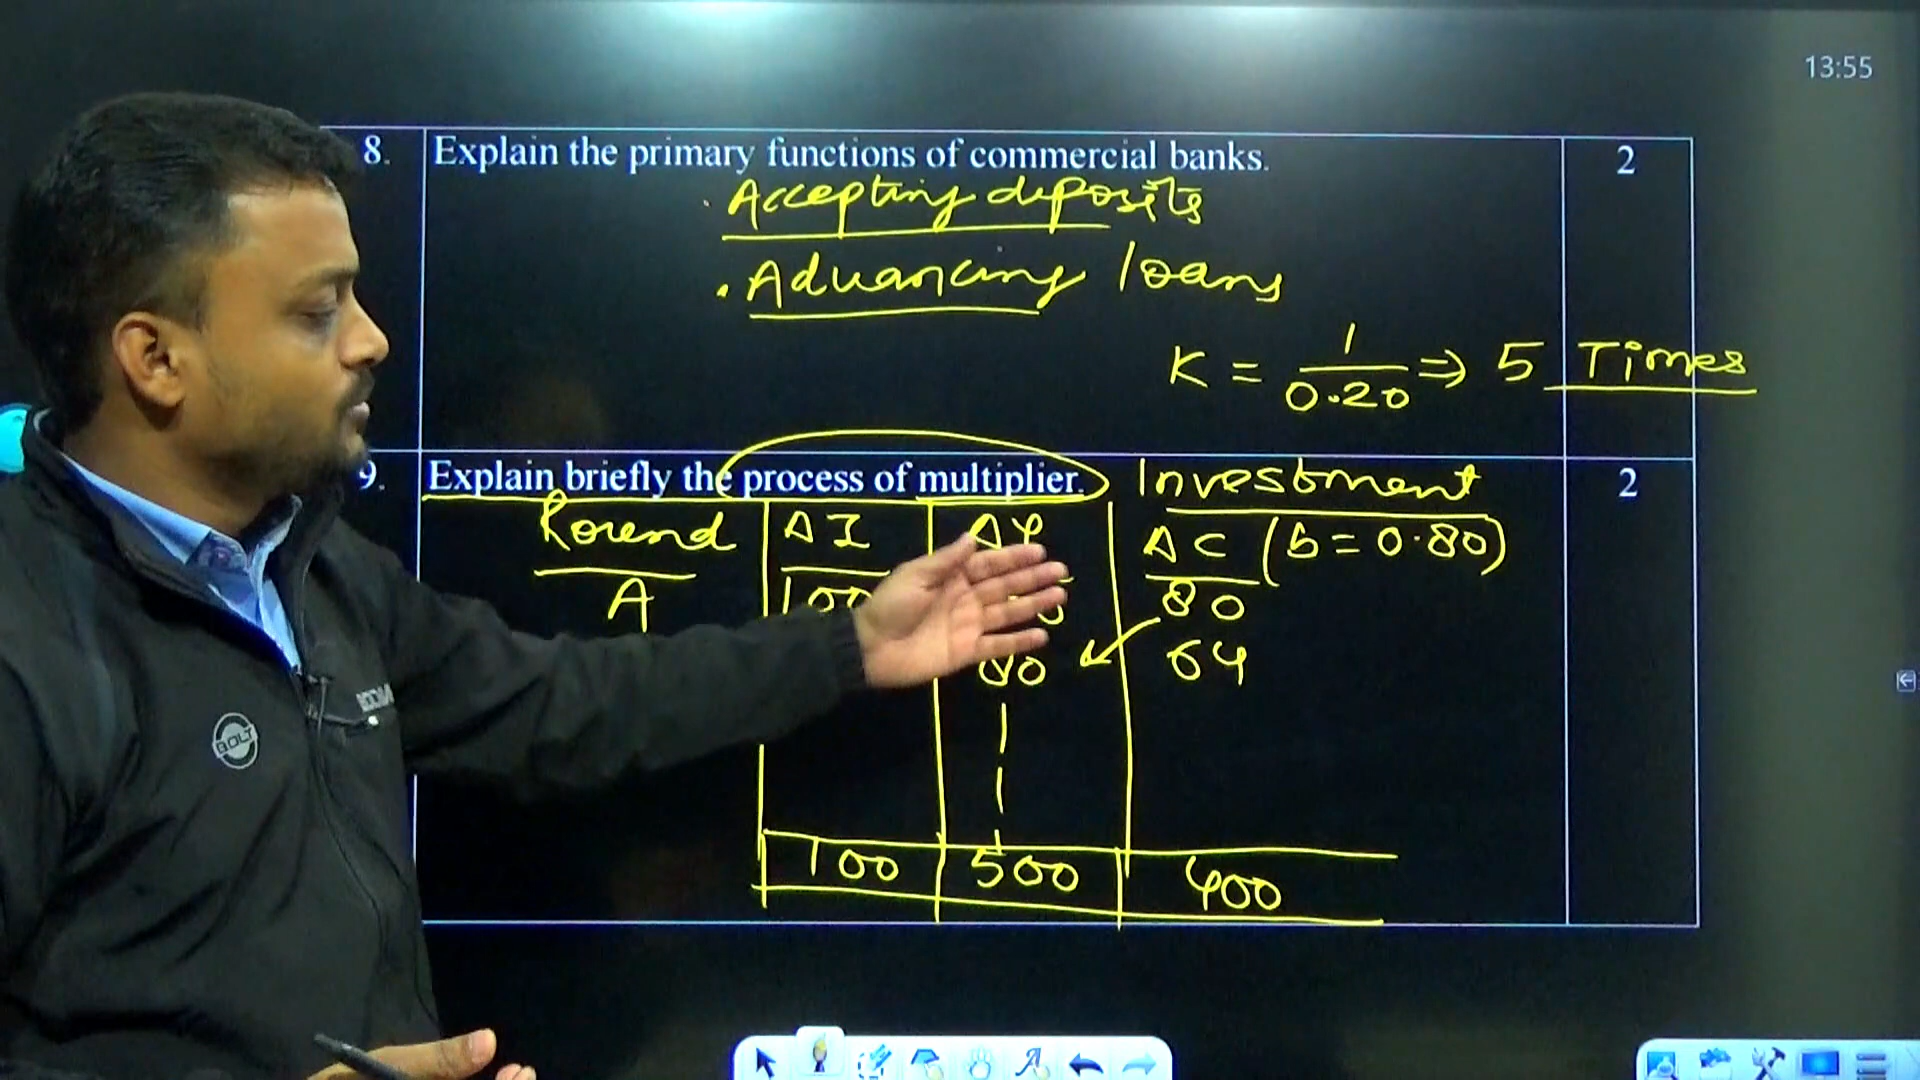 13:55
8. Explain the primary functions of commercial banks. 2
. Accepting deposits
. Advancing loans
K = 1/0.20 ⇒ 5 Times
9. Explain briefly the process of multiplier. Investment 2
Round ΔI ΔY ΔC (b = 0.80)
A 100 80
80 64
100 500 400
BOLT